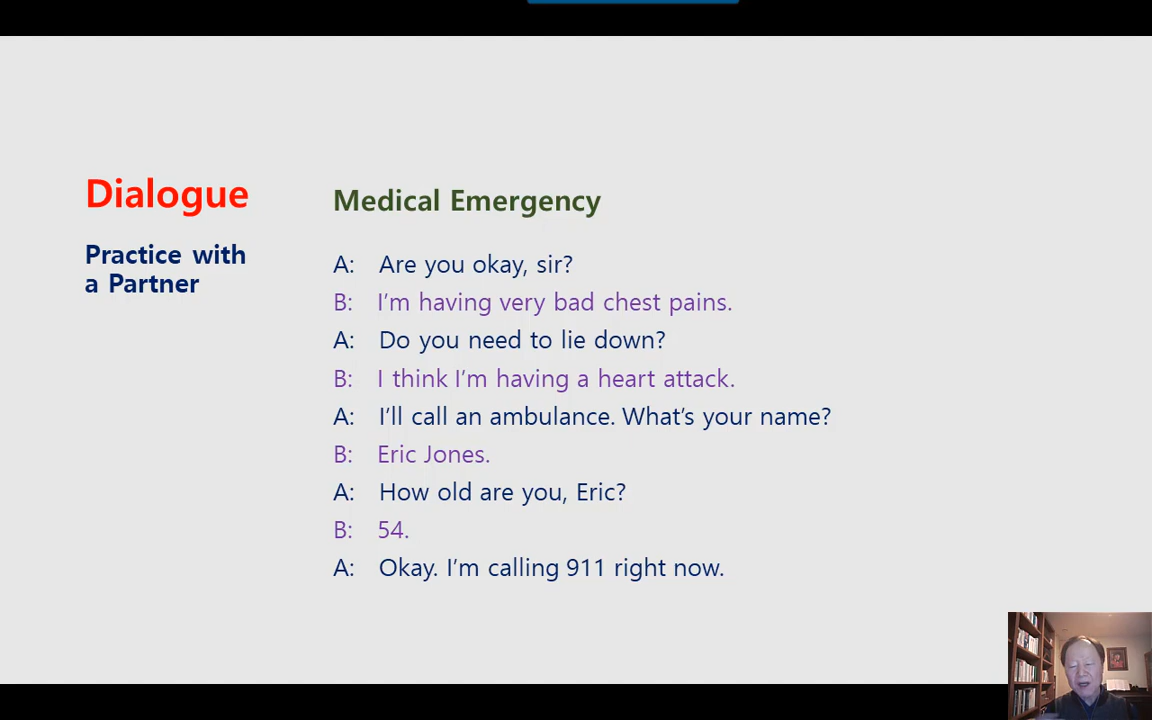 Dialogue
Practice with
a Partner
Medical Emergency
A: Are you okay, sir?
B: I'm having very bad chest pains.
A: Do you need to lie down?
B: I think I'm having a heart attack.
A: I'll call an ambulance. What's your name?
B: Eric Jones.
A: How old are you, Eric?
B: 54.
A: Okay. I'm calling 911 right now.